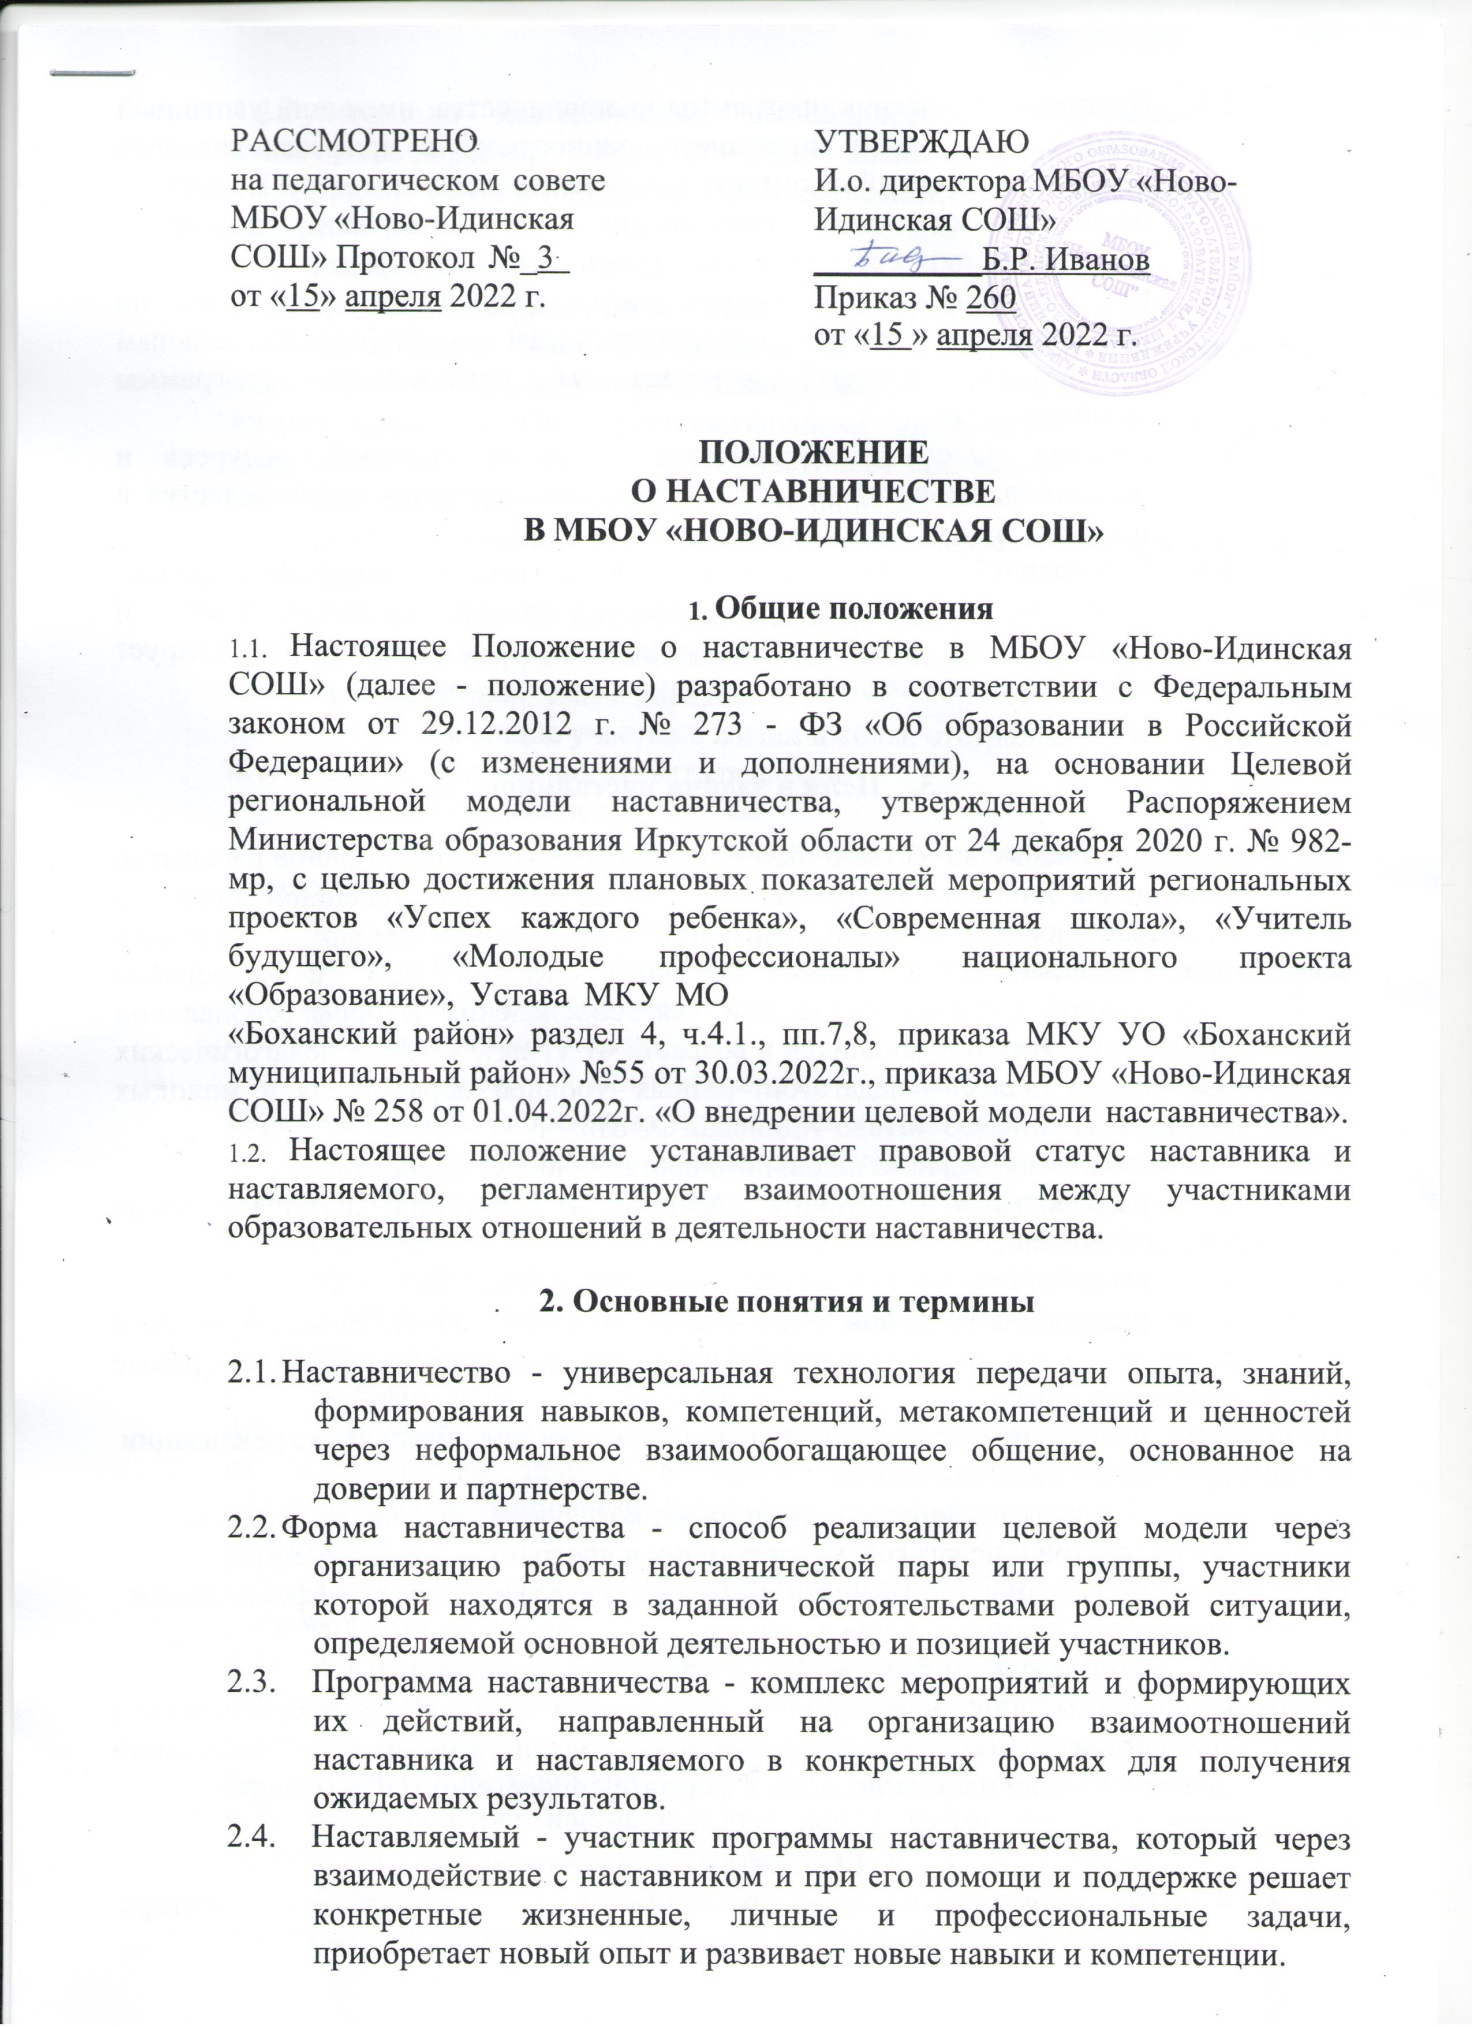 РАССМОТРЕНО
на педагогическом совете
МБОУ «Ново-Идинская
СОШ» Протокол №_3_
от «15» апреля 2022 г.
УТВЕРЖДАЮ
И.о. директора МБОУ «Ново-
Идинская СОШ»
Б.Р. Иванов
Приказ № 260
от «15 » апреля 2022 г.
МБОУ
СОШ"
ПОЛОЖЕНИЕ
О НАСТАВНИЧЕСТВЕ
В МБОУ «НОВО-ИДИНСКАЯ СОШ»
1. Общие положения
1.1. Настоящее Положение о наставничестве в МБОУ «Ново-Идинская
СОШ» (далее - положение) разработано в соответствии с Федеральным
законом от 29.12.2012 г. № 273 - ФЗ «Об образовании в Российской
Федерации» (с изменениями и дополнениями), на основании Целевой
региональной модели наставничества, утвержденной Распоряжением
Министерства образования Иркутской области от 24 декабря 2020 г. № 982-
мр, с целью достижения плановых показателей мероприятий региональных
проектов «Успех каждого ребенка», «Современная школа», «Учитель
будущего», «Молодые профессионалы» национального проекта
«Образование», Устава МКУ МО
«Боханский район» раздел 4, ч.4.1., пп.7,8, приказа МКУ УО «Боханский
муниципальный район» №55 от 30.03.2022г., приказа МБОУ «Ново-Идинская
СОШ» № 258 от 01.04.2022г. «О внедрении целевой модели наставничества».
1.2. Настоящее положение устанавливает правовой статус наставника и
наставляемого, регламентирует взаимоотношения между участниками
образовательных отношений в деятельности наставничества.
2. Основные понятия и термины
2.1. Наставничество - универсальная технология передачи опыта, знаний,
формирования навыков, компетенций, метакомпетенций и ценностей
через неформальное взаимообогащающее общение, основанное на
доверии и партнерстве.
2.2. Форма наставничества - способ реализации целевой модели через
организацию работы наставнической пары или группы, участники
которой находятся в заданной обстоятельствами ролевой ситуации,
определяемой основной деятельностью и позицией участников.
2.3. Программа наставничества - комплекс мероприятий и формирующих
их действий, направленный на организацию взаимоотношений
наставника и наставляемого в конкретных формах для получения
ожидаемых результатов.
2.4. Наставляемый - участник программы наставничества, который через
взаимодействие с наставником и при его помощи и поддержке решает
конкретные жизненные, личные и профессиональные задачи,
приобретает новый опыт и развивает новые навыки и компетенции.